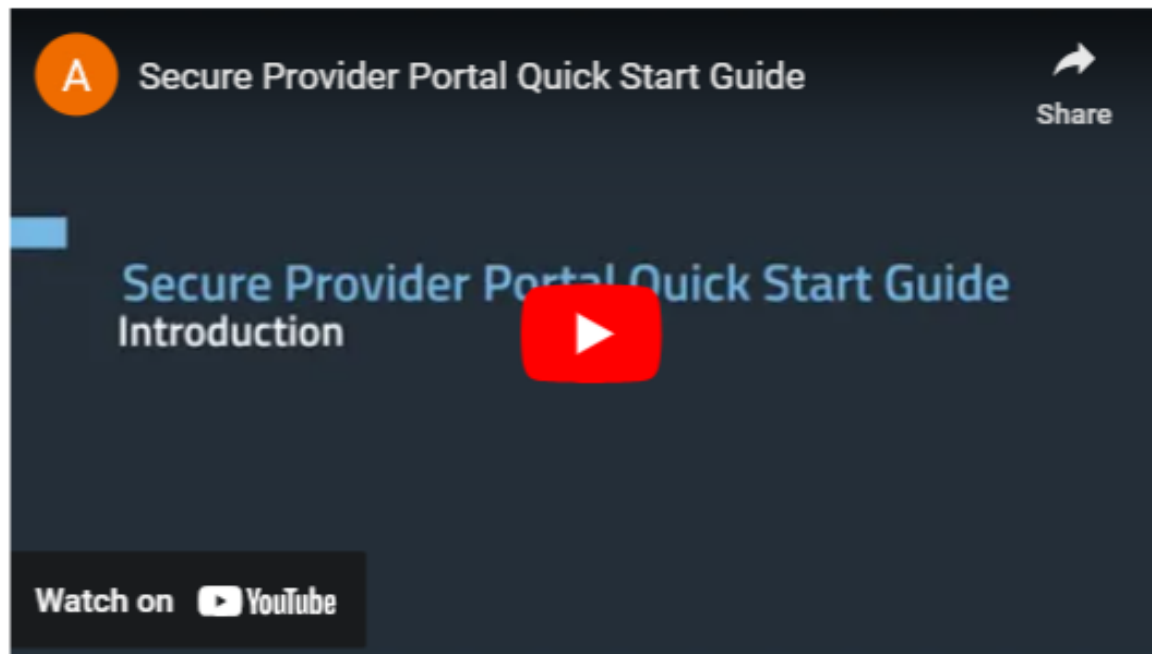 A
Secure Provider Portal Quick Start Guide
Share
Secure Provider Portal Quick Start Guide
Introduction
Watch on YouTube